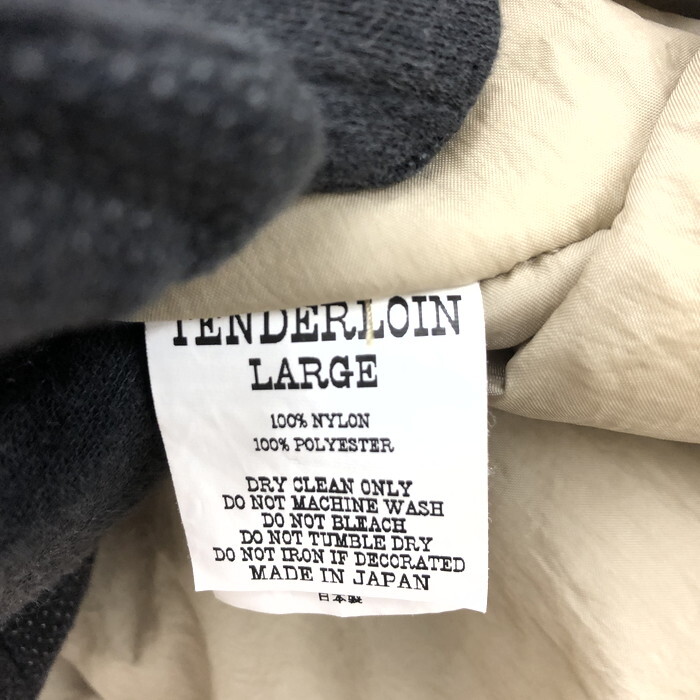 TENDERLOIN
LARGE
100% NYLON
100% POLYESTER
DRY CLEAN ONLY
DO NOT MACHINE WASH
DO NOT BLEACH
DO NOT TUMBLE DRY
DO NOT IRON IF DECORATED
MADE IN JAPAN
日本製